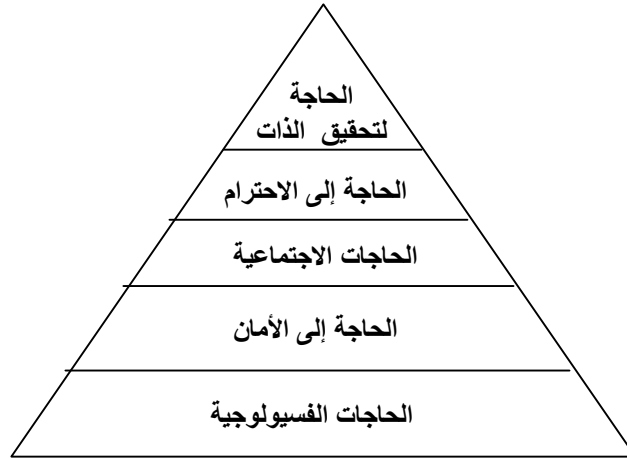 الحاجة
لتحقيق الذات
الحاجة إلى الاحترام
الحاجات الاجتماعية
الحاجة إلى الأمان
الحاجات الفسيولوجية